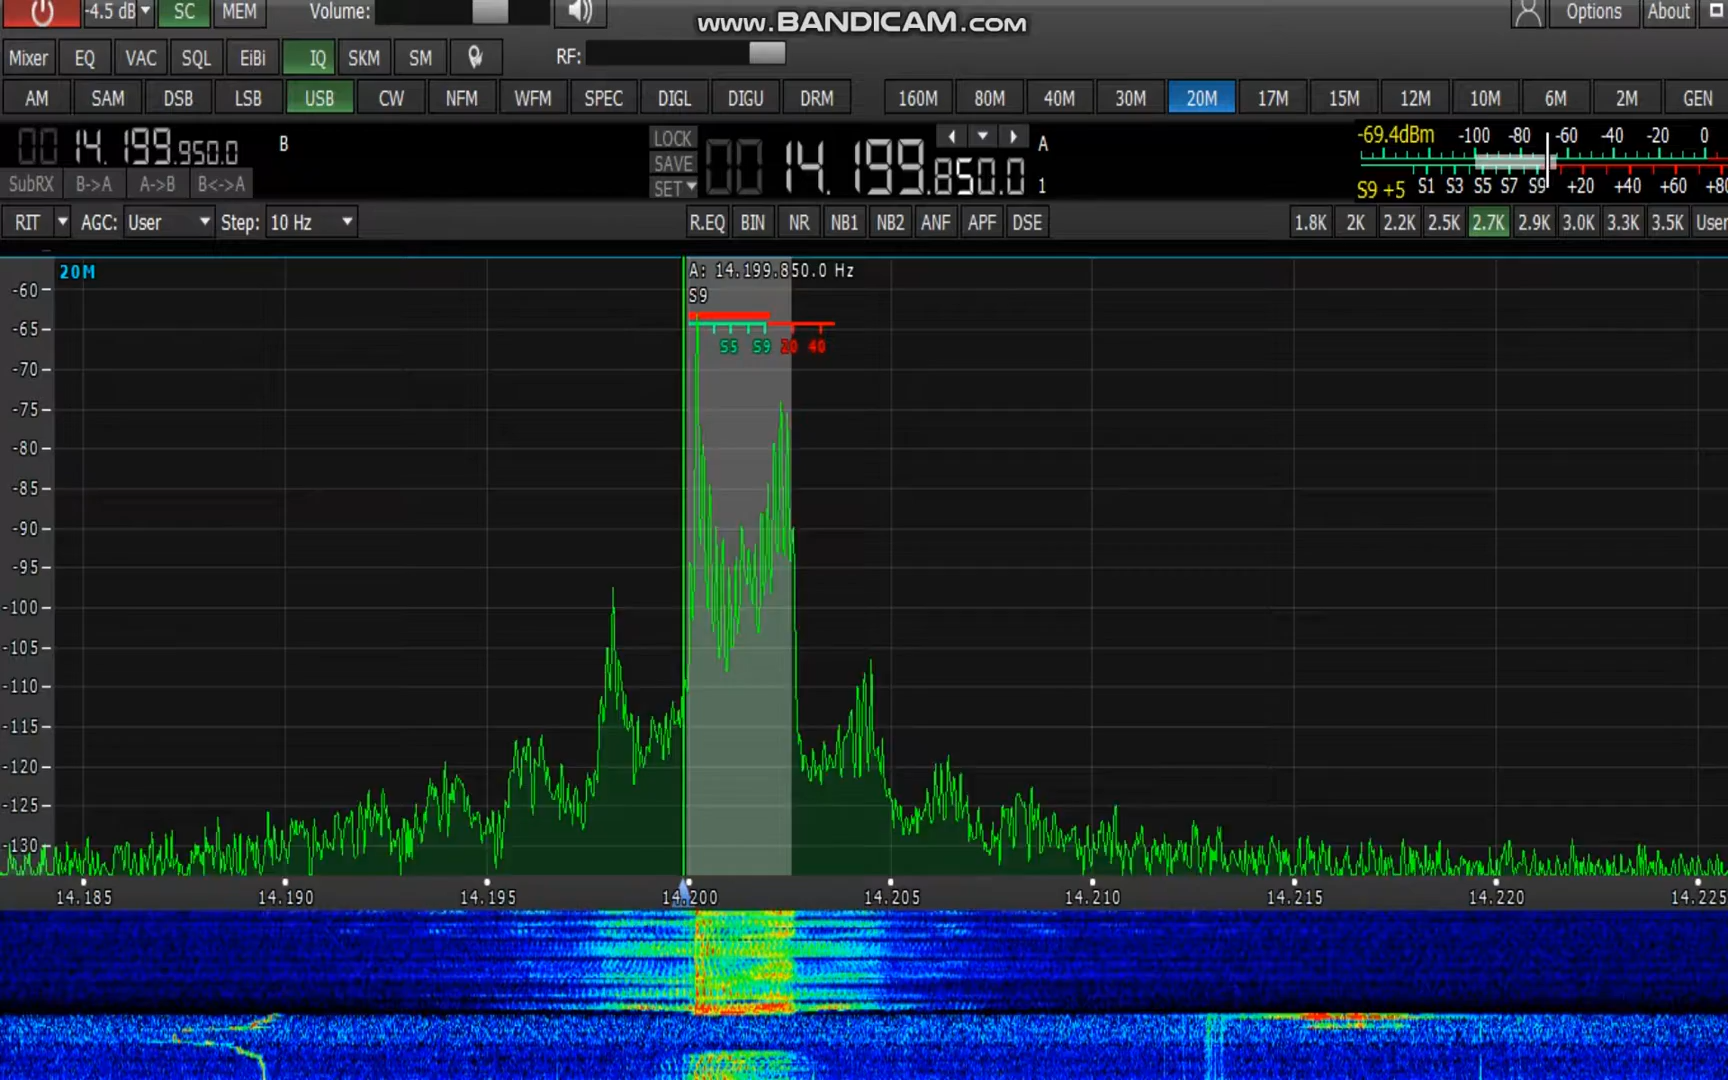 -4.5 dB SC MEM Volume: www.BANDICAM.com Options About
Mixer EQ VAC SQL EiBi IQ SKM SM RF:
AM SAM DSB LSB USB CW NFM WFM SPEC DIGL DIGU DRM 160M 80M 40M 30M 20M 17M 15M 12M 10M 6M 2M GEN
00 14.199.950.0 B LOCK SAVE SET 00 14.199.850.0 A 1 -69.4dBm -100 -80 -60 -40 -20 0
SubRX B->A A->B B<->A S9 +5 S1 S3 S5 S7 S9 +20 +40 +60 +80
RIT AGC: User Step: 10 Hz R.EQ BIN NR NB1 NB2 ANF APF DSE 1.8K 2K 2.2K 2.5K 2.7K 2.9K 3.0K 3.3K 3.5K User
20M A: 14.199.850.0 Hz
-60 S9
-65
S5 S9 20 40
-70
-75
-80
-85
-90
-95
-100
-105
-110
-115
-120
-125
-130
14.185 14.190 14.195 14.200 14.205 14.210 14.215 14.220 14.225